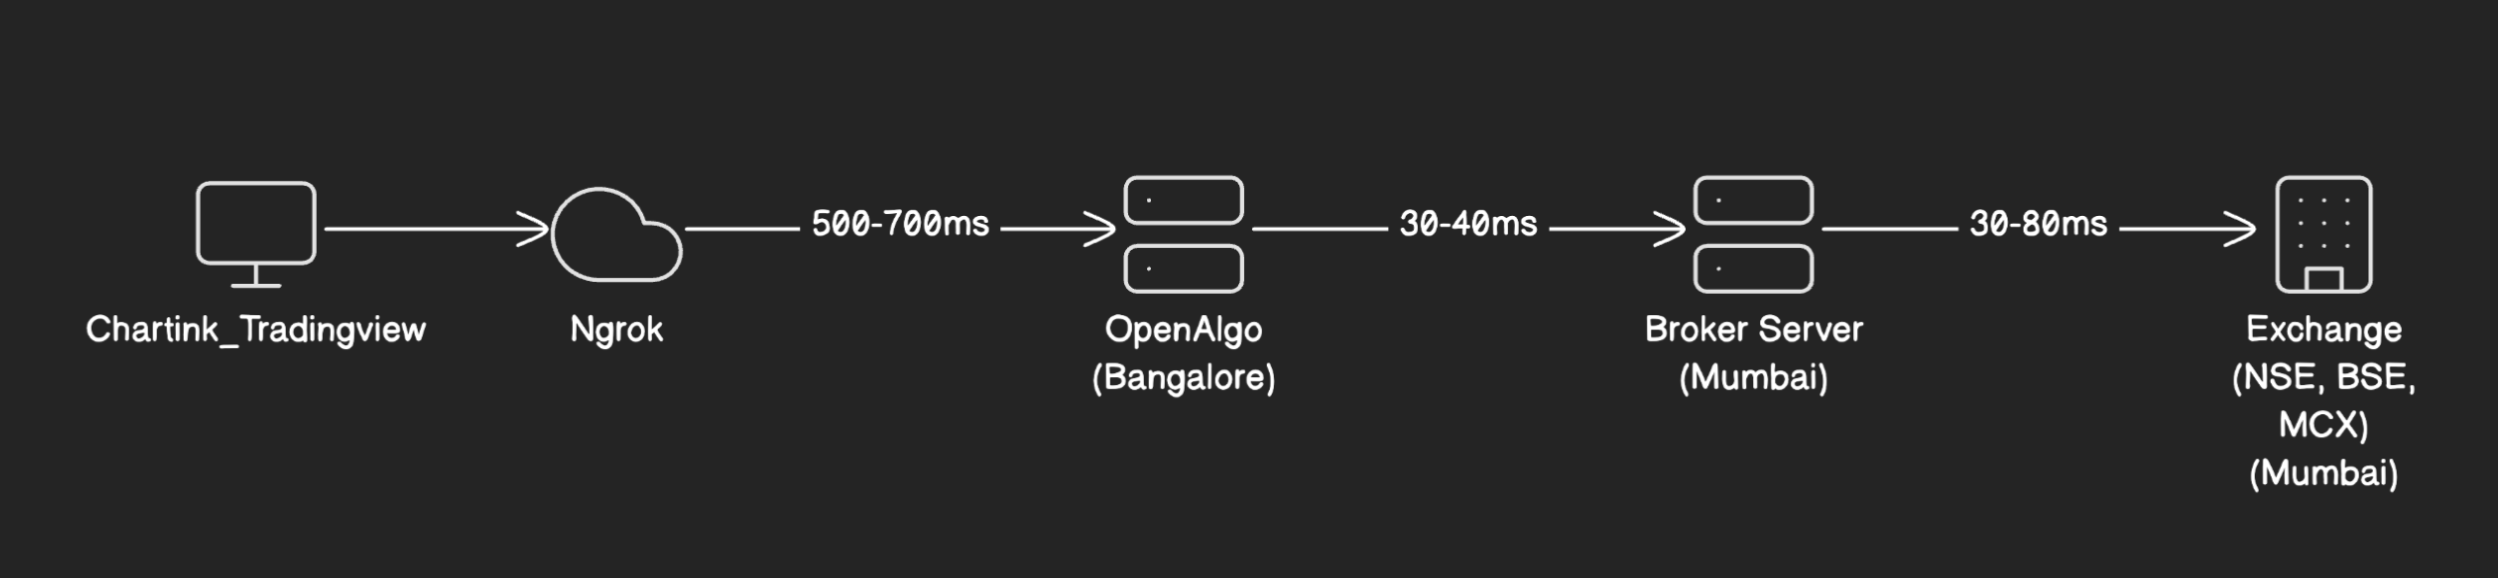 500-700ms
30-40ms
30-80ms
Chartink_Tradingview
Ngrok
OpenAlgo
(Bangalore)
Broker Server
(Mumbai)
Exchange
(NSE, BSE,
MCX)
(Mumbai)